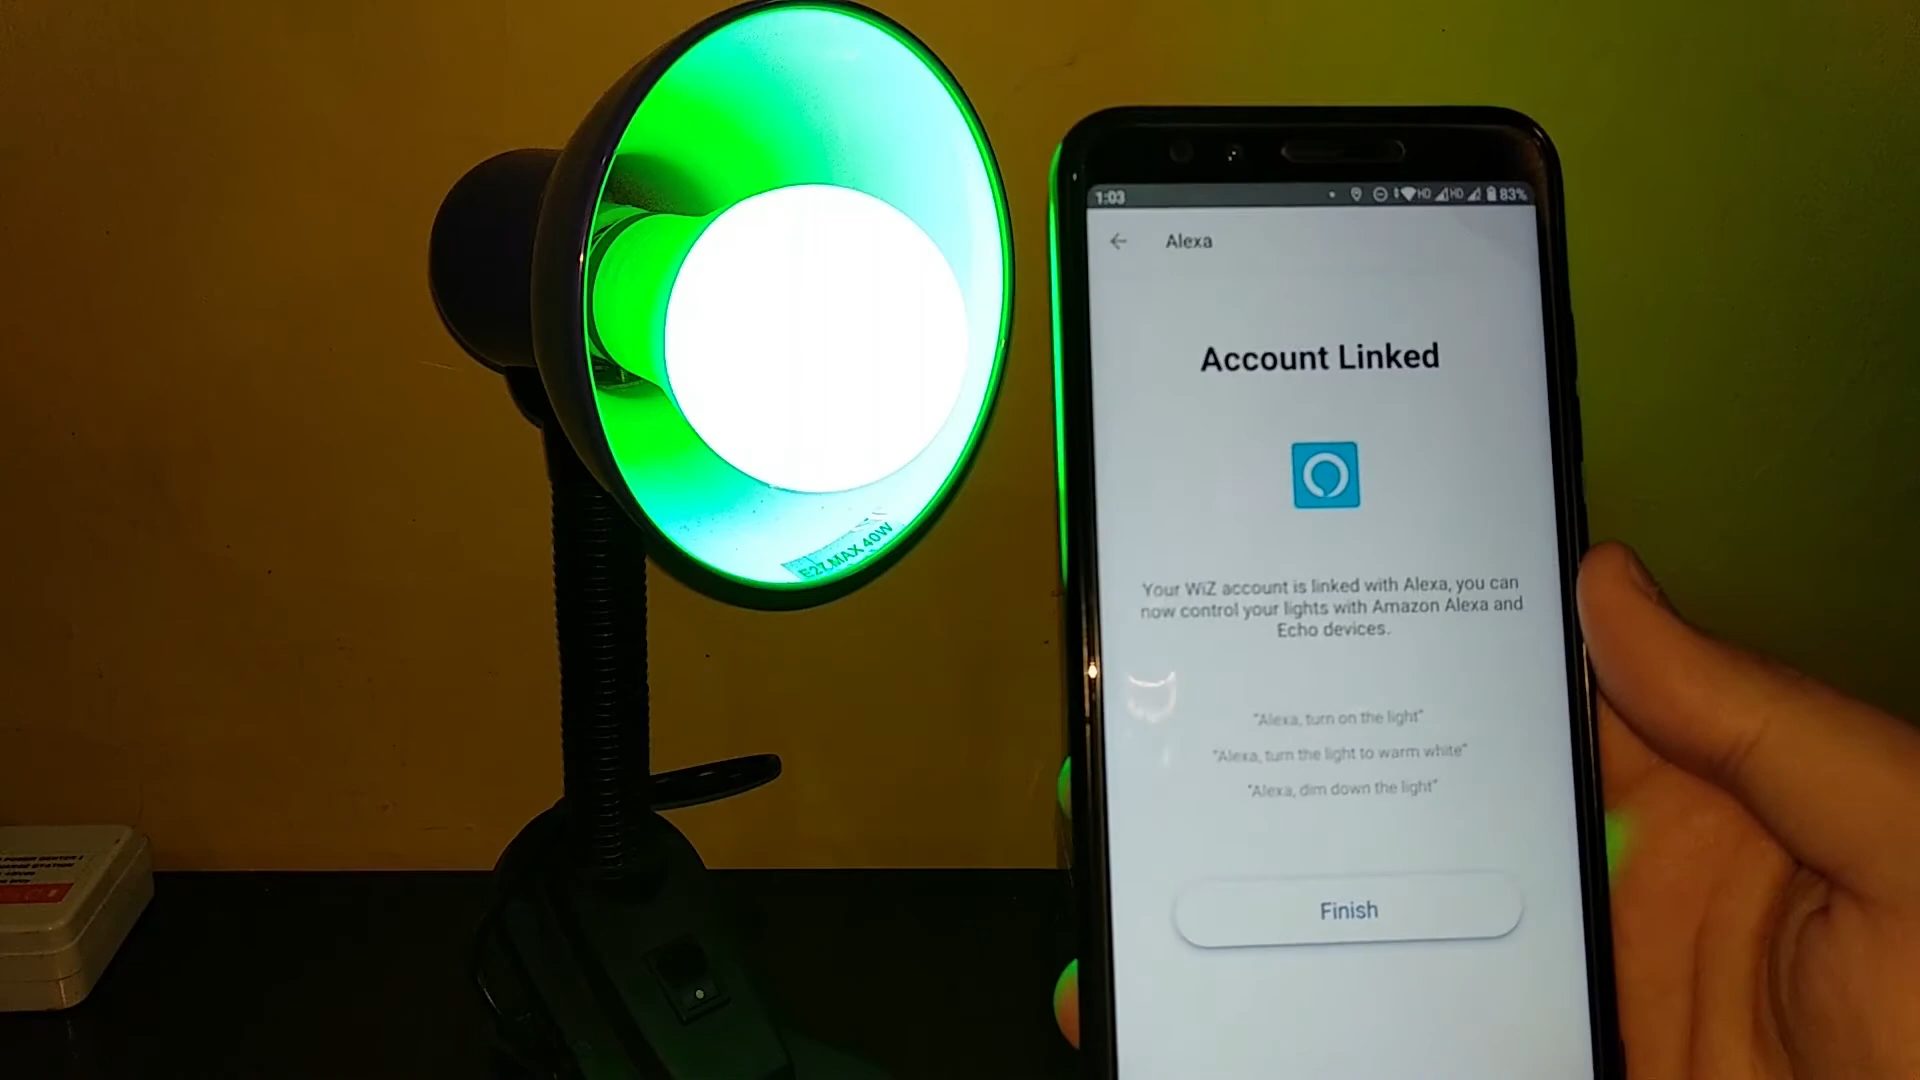 E27.MAX 40W
1:03
HD
HD
83%
Alexa
Account Linked
Your WiZ account is linked with Alexa, you can
now control your lights with Amazon Alexa and
Echo devices.
"Alexa, turn on the light"
"Alexa, turn the light to warm white"
"Alexa, dim down the light"
Finish